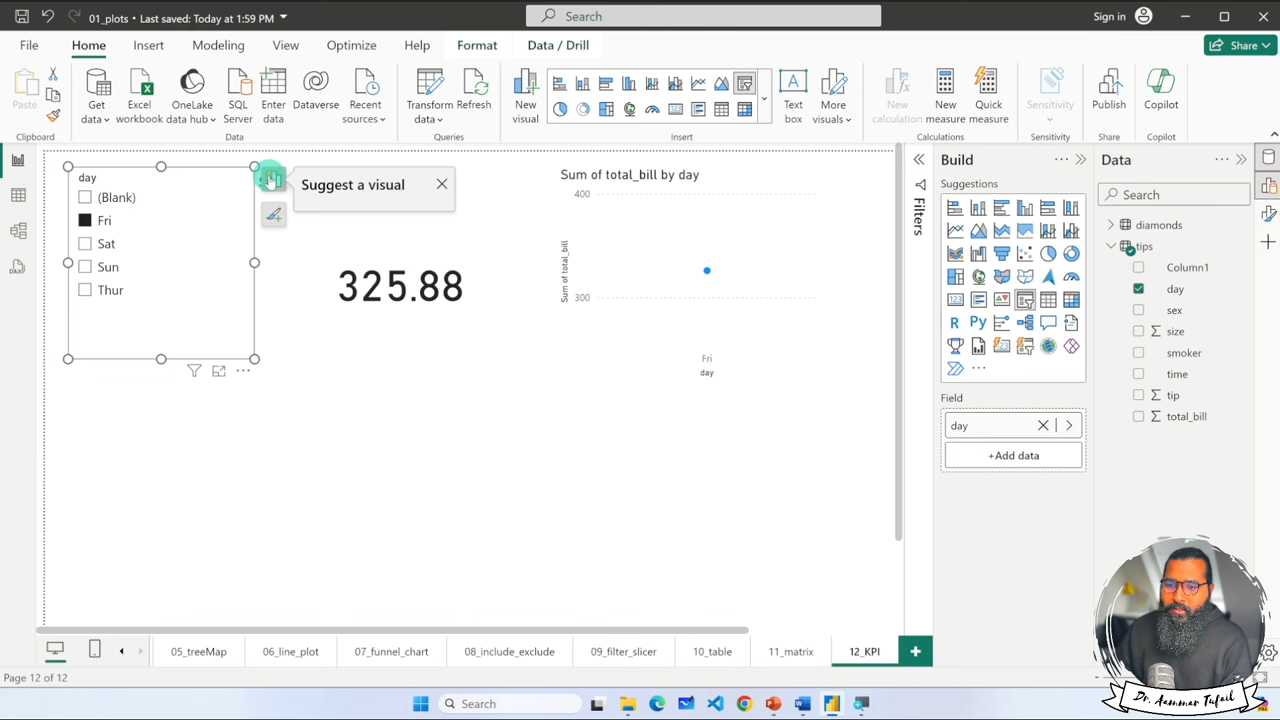 01_plots • Last saved: Today at 1:59 PM
Search
Sign in
File
Home
Insert
Modeling
View
Optimize
Help
Format
Data / Drill
Share
Paste
Get data
Excel workbook
OneLake data hub
SQL Server
Enter data
Dataverse
Recent sources
Transform data
Refresh
New visual
Text box
More visuals
New calculation
New measure
Quick measure
Sensitivity
Publish
Copilot
Clipboard
Data
Queries
Insert
Calculations
Sensitivity
Share
Copilot
day
(Blank)
Fri
Sat
Sun
Thur
Suggest a visual
325.88
Sum of total_bill by day
400
300
Sum of total_bill
Fri
day
Filters
Build
Suggestions
R
Py
Field
day
+Add data
Data
Search
diamonds
tips
Column1
day
sex
size
smoker
time
tip
total_bill
05_treeMap
06_line_plot
07_funnel_chart
08_include_exclude
09_filter_slicer
10_table
11_matrix
12_KPI
Page 12 of 12
Search
Dr. Aammar Tufail